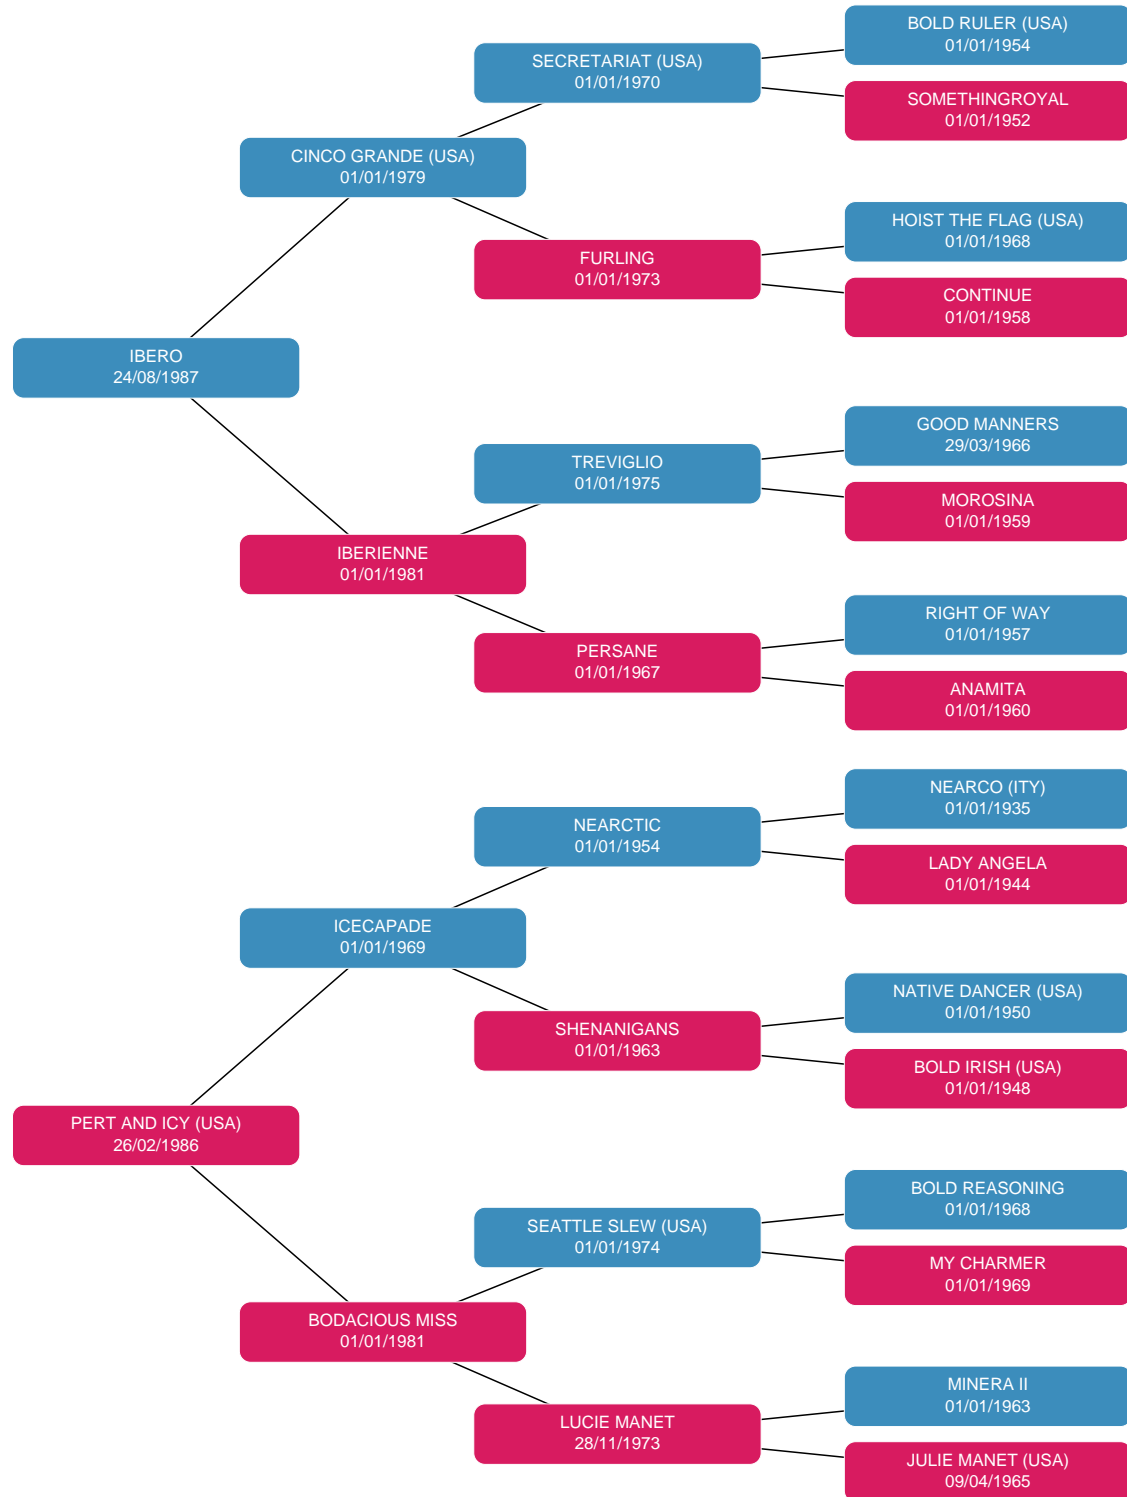 BOLD RULER (USA)
01/01/1954
SECRETARIAT (USA)
01/01/1970
SOMETHINGROYAL
01/01/1952
CINCO GRANDE (USA)
01/01/1979
HOIST THE FLAG (USA)
01/01/1968
FURLING
01/01/1973
CONTINUE
01/01/1958
IBERO
24/08/1987
GOOD MANNERS
29/03/1966
TREVIGLIO
01/01/1975
MOROSINA
01/01/1959
IBERIENNE
01/01/1981
RIGHT OF WAY
01/01/1957
PERSANE
01/01/1967
ANAMITA
01/01/1960
NEARCO (ITY)
01/01/1935
NEARCTIC
01/01/1954
LADY ANGELA
01/01/1944
ICECAPADE
01/01/1969
NATIVE DANCER (USA)
01/01/1950
SHENANIGANS
01/01/1963
BOLD IRISH (USA)
01/01/1948
PERT AND ICY (USA)
26/02/1986
BOLD REASONING
01/01/1968
SEATTLE SLEW (USA)
01/01/1974
MY CHARMER
01/01/1969
BODACIOUS MISS
01/01/1981
MINERA II
01/01/1963
LUCIE MANET
28/11/1973
JULIE MANET (USA)
09/04/1965